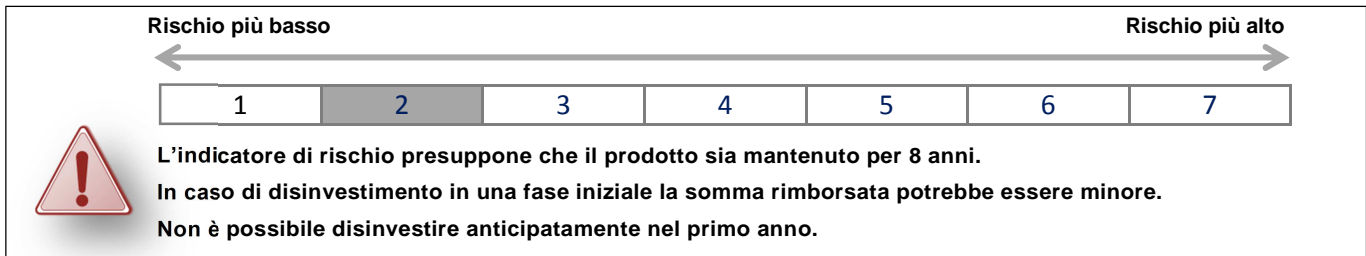 Rischio più basso Rischio più alto
1 2 3 4 5 6 7
L'indicatore di rischio presuppone che il prodotto sia mantenuto per 8 anni.
In caso di disinvestimento in una fase iniziale la somma rimborsata potrebbe essere minore.
Non è possibile disinvestire anticipatamente nel primo anno.